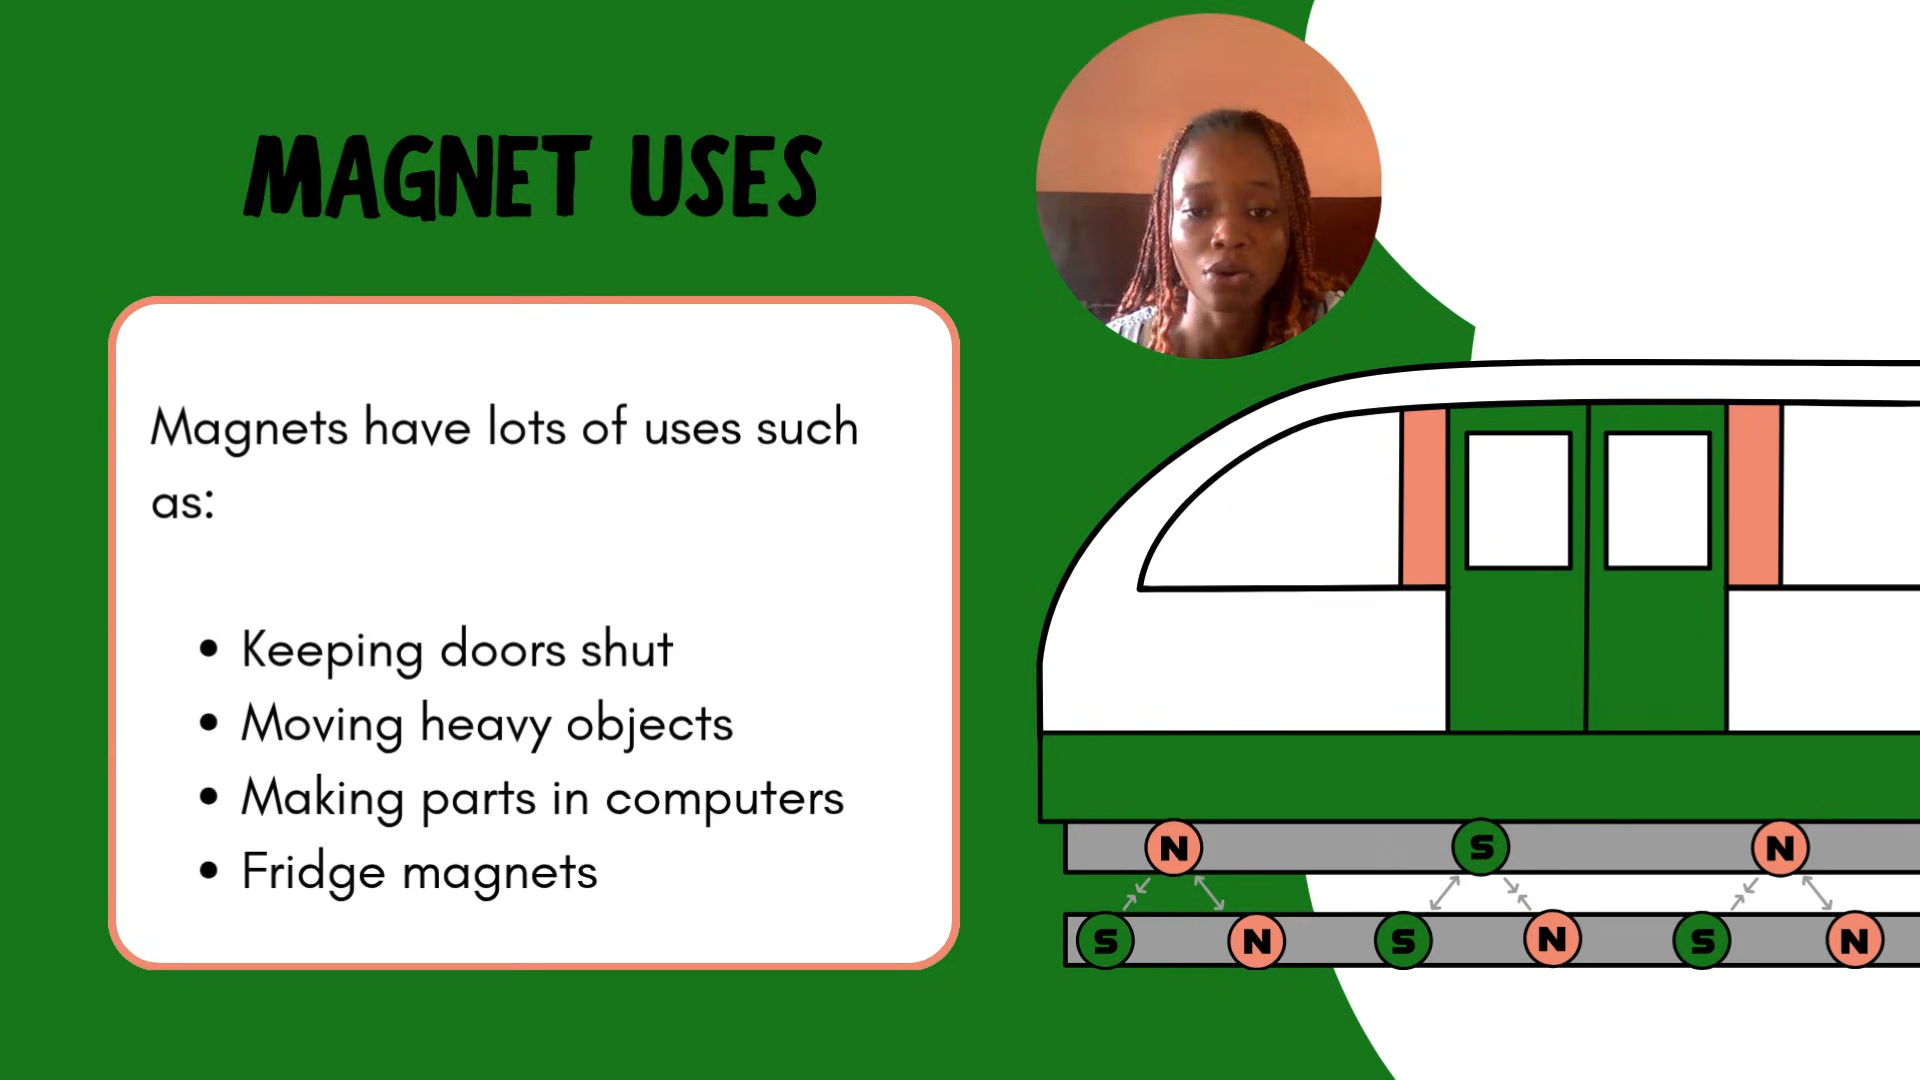 MAGNET USES
Magnets have lots of uses such
as:
• Keeping doors shut
• Moving heavy objects
• Making parts in computers
• Fridge magnets
N S N
S N S N S N